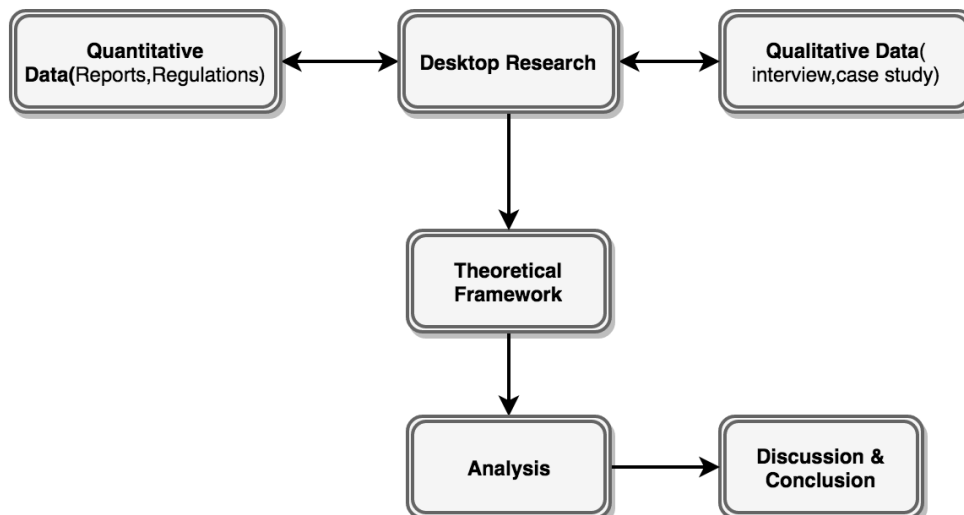 Quantitative
Data(Reports,Regulations)
Desktop Research
Qualitative Data(
interview,case study)
Theoretical
Framework
Analysis
Discussion &
Conclusion